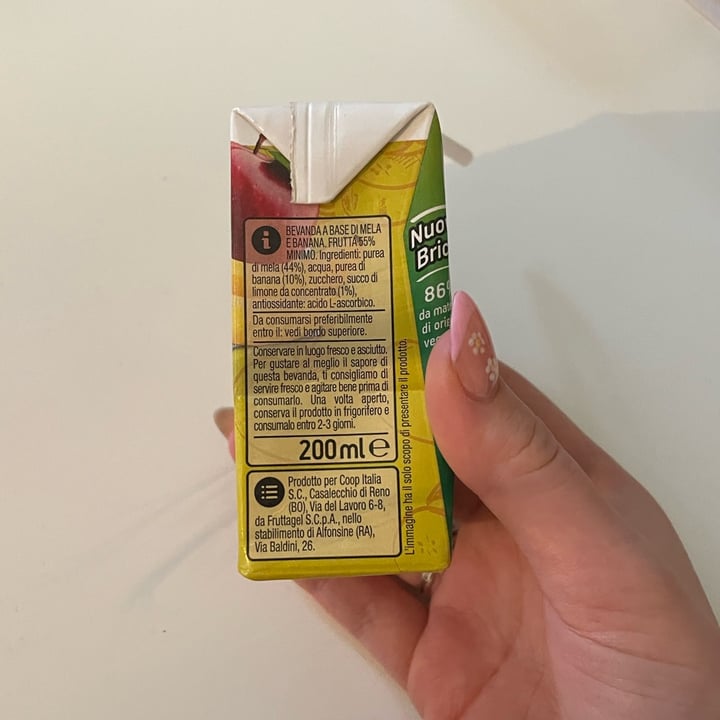 BEVANDA A BASE DI MELA
E BANANA. FRUTTA 55%
MINIMO. Ingredienti: purea
di mela (44%), acqua, purea di
banana (10%), zucchero, succo di
limone da concentrato (1%),
antiossidante: acido L-ascorbico.
Da consumarsi preferibilmente
entro il: vedi bordo superiore.
Conservare in luogo fresco e asciutto.
Per gustare al meglio il sapore di
questa bevanda, ti consigliamo di
servire fresco e agitare bene prima di
consumarlo. Una volta aperto,
conserva il prodotto in frigorifero e
consumalo entro 2-3 giorni.
200 ml e
Prodotto per Coop Italia
S.C., Casalecchio di Reno
(BO), Via del Lavoro 6-8,
da Fruttagel S.C.p.A., nello
stabilimento di Alfonsine (RA),
Via Baldini, 26.
L'immagine ha il solo scopo di presentare il prodotto.
Nuo
Bric
86
da mat
di ori
ve